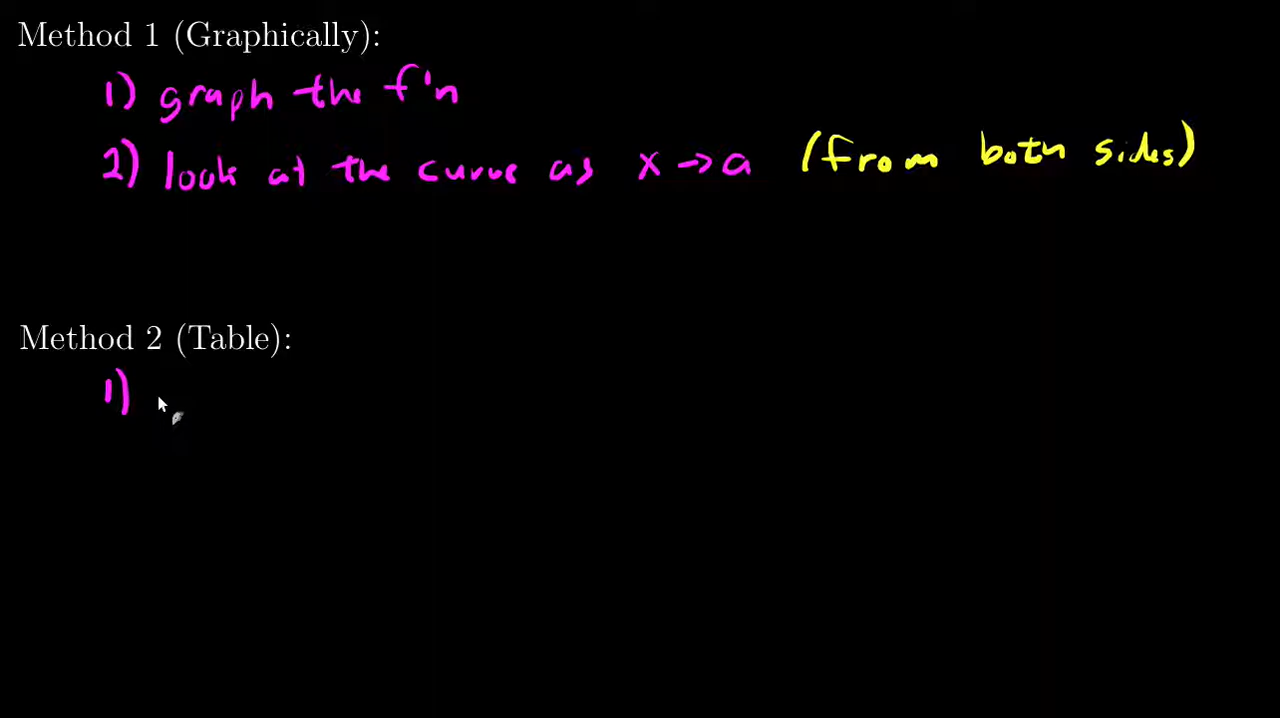 Method 1 (Graphically):
1) graph the f'n
2) look at the curve as x → a (from both sides)
Method 2 (Table):
1)